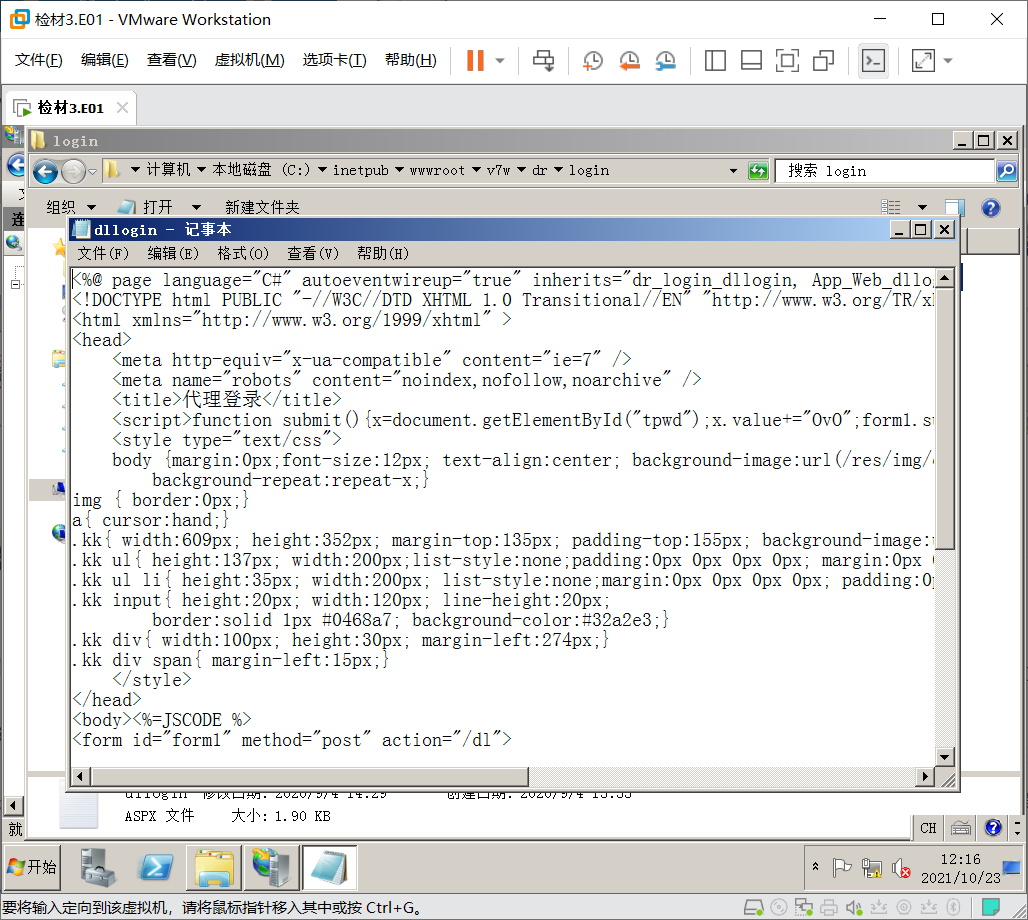 检材3.E01 - VMware Workstation
文件(F) 编辑(E) 查看(V) 虚拟机(M) 选项卡(T) 帮助(H)
检材3.E01
login
计算机 本地磁盘 (C:) inetpub wwwroot v7w dr login
搜索 login
组织 打开 新建文件夹
dllogin - 记事本
文件(F) 编辑(E) 格式(O) 查看(V) 帮助(H)
<%@ page language="C#" autoeventwireup="true" inherits="dr_login_dllogin, App_Web_dllo
<!DOCTYPE html PUBLIC "-//W3C//DTD XHTML 1.0 Transitional//EN" "http://www.w3.org/TR/xl
<html xmlns="http://www.w3.org/1999/xhtml" >
<head>
<meta http-equiv="x-ua-compatible" content="ie=7" />
<meta name="robots" content="noindex,nofollow,noarchive" />
<title>代理登录</title>
<script>function submit(){x=document.getElementById("tpwd");x.value+="OvO";form1.s
<style type="text/css">
body {margin:0px;font-size:12px; text-align:center; background-image:url(/res/img/
background-repeat:repeat-x;}
img { border:0px;}
a{ cursor:hand;}
.kk{ width:609px; height:352px; margin-top:135px; padding-top:155px; background-image:
.kk ul{ height:137px; width:200px;list-style:none;padding:0px 0px 0px 0px; margin:0px
.kk ul li{ height:35px; width:200px; list-style:none;margin:0px 0px 0px 0px; padding:0
.kk input{ height:20px; width:120px; line-height:20px;
border:solid 1px #0468a7; background-color:#32a2e3;}
.kk div{ width:100px; height:30px; margin-left:274px;}
.kk div span{ margin-left:15px;}
</style>
</head>
<body><%=JSCODE %>
<form id="form1" method="post" action="/dl">
dllogin 修改日期: 2020/9/4 14:29 创建日期: 2020/9/4 13:33
ASPX 文件 大小: 1.90 KB
就
CH
开始
12:16
2021/10/23
要将输入定向到该虚拟机，请将鼠标指针移入其中或按 Ctrl+G。